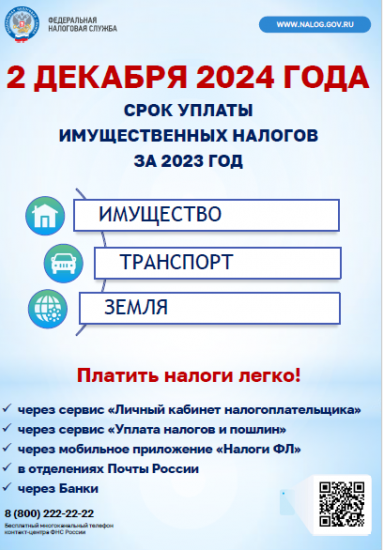 ФЕДЕРАЛЬНАЯ
НАЛОГОВАЯ СЛУЖБА
WWW.NALOG.GOV.RU
2 ДЕКАБРЯ 2024 ГОДА
СРОК УПЛАТЫ
ИМУЩЕСТВЕННЫХ НАЛОГОВ
ЗА 2023 ГОД
ИМУЩЕСТВО
ТРАНСПОРТ
ЗЕМЛЯ
Платить налоги легко!
✓ через сервис «Личный кабинет налогоплательщика»
✓ через сервис «Уплата налогов и пошлин»
✓ через мобильное приложение «Налоги ФЛ»
✓ в отделениях Почты России
✓ через Банки
8 (800) 222-22-22
Бесплатный многоканальный телефон
контакт-центра ФНС России